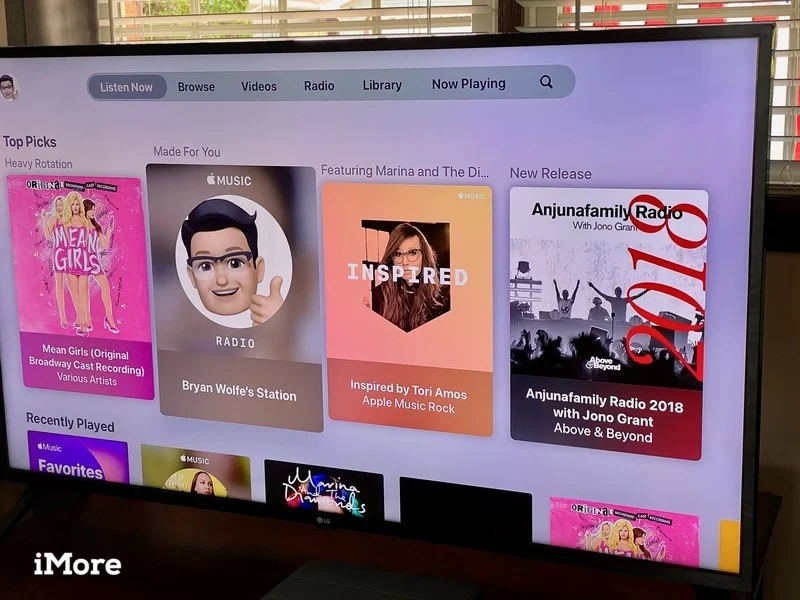 Listen Now Browse Videos Radio Library Now Playing
Top Picks
Heavy Rotation
ORiGiNAL BROADWAY CAST RECORDING
MEAN
GiRLS
Mean Girls (Original
Broadway Cast Recording)
Various Artists
Made For You
MUSIC
RADIO
Bryan Wolfe's Station
Featuring Marina and The Di...
MUSIC
INSPIRED
Inspired by Tori Amos
Apple Music Rock
New Release
Anjunafamily Radio
With Jono Grant
2018
Above
&Beyond
Anjunafamily Radio 2018
with Jono Grant
Above & Beyond
Recently Played
MUSIC
Favorites
MUSIC
Marina
and The
Diamonds
ORiGiNAL BROADWAY CAST RECORDING
LG
iMore